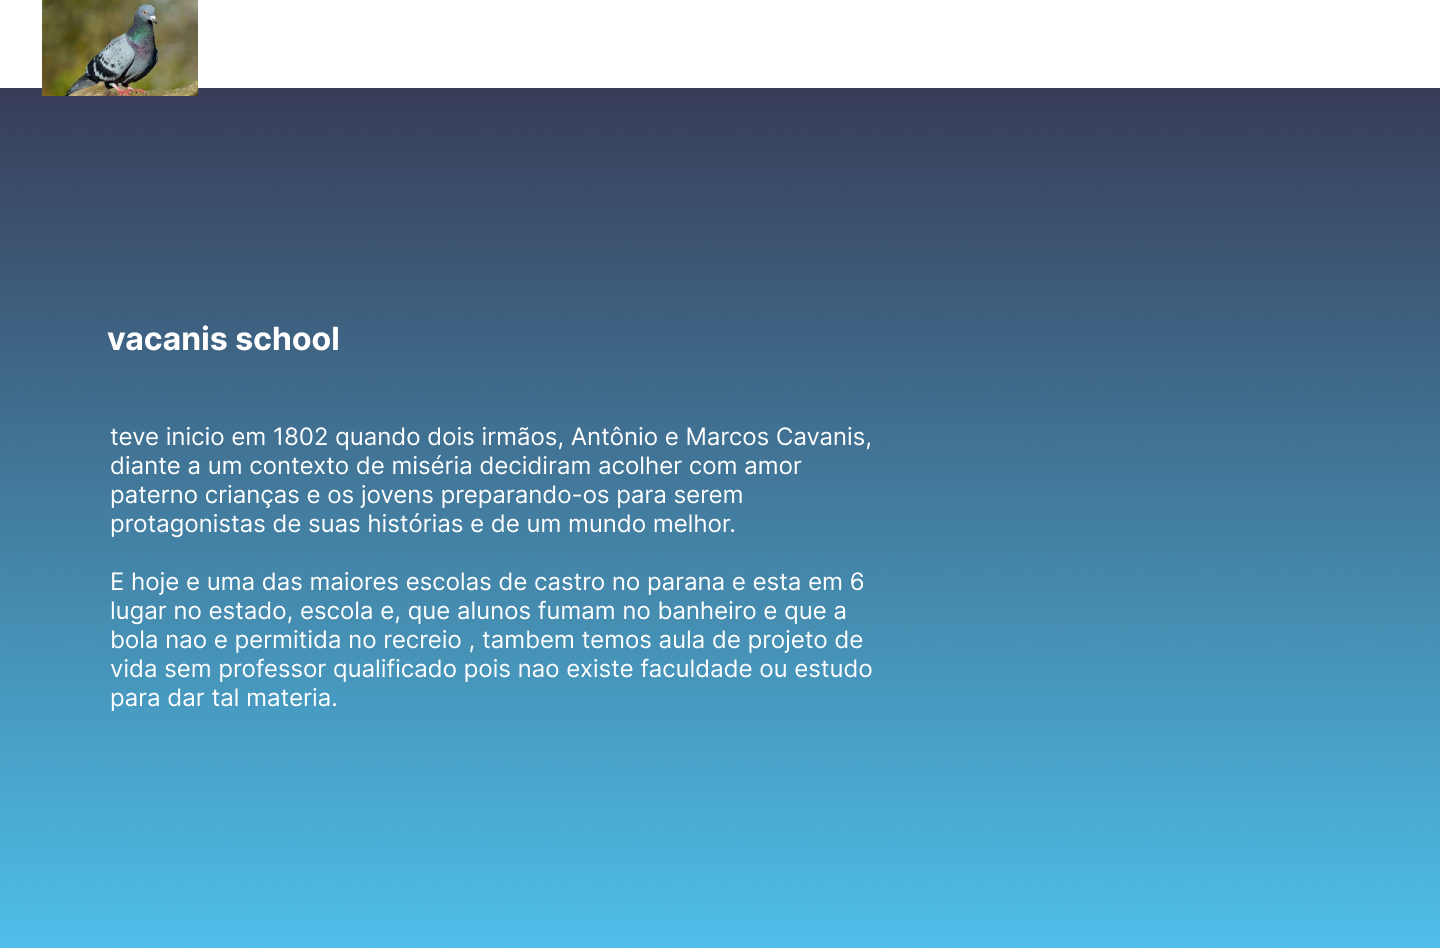 vacanis school
teve inicio em 1802 quando dois irmãos, Antônio e Marcos Cavanis,
diante a um contexto de miséria decidiram acolher com amor
paterno crianças e os jovens preparando-os para serem
protagonistas de suas histórias e de um mundo melhor.
E hoje e uma das maiores escolas de castro no parana e esta em 6
lugar no estado, escola e, que alunos fumam no banheiro e que a
bola nao e permitida no recreio , tambem temos aula de projeto de
vida sem professor qualificado pois nao existe faculdade ou estudo
para dar tal materia.